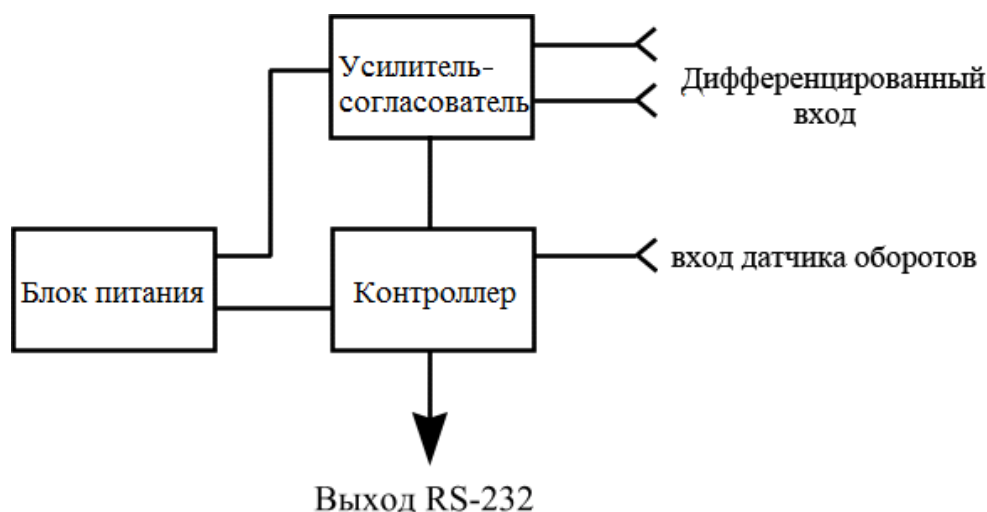 Усилитель-
согласователь
Дифференцированный
вход
Блок питания
Контроллер
вход датчика оборотов
Выход RS-232